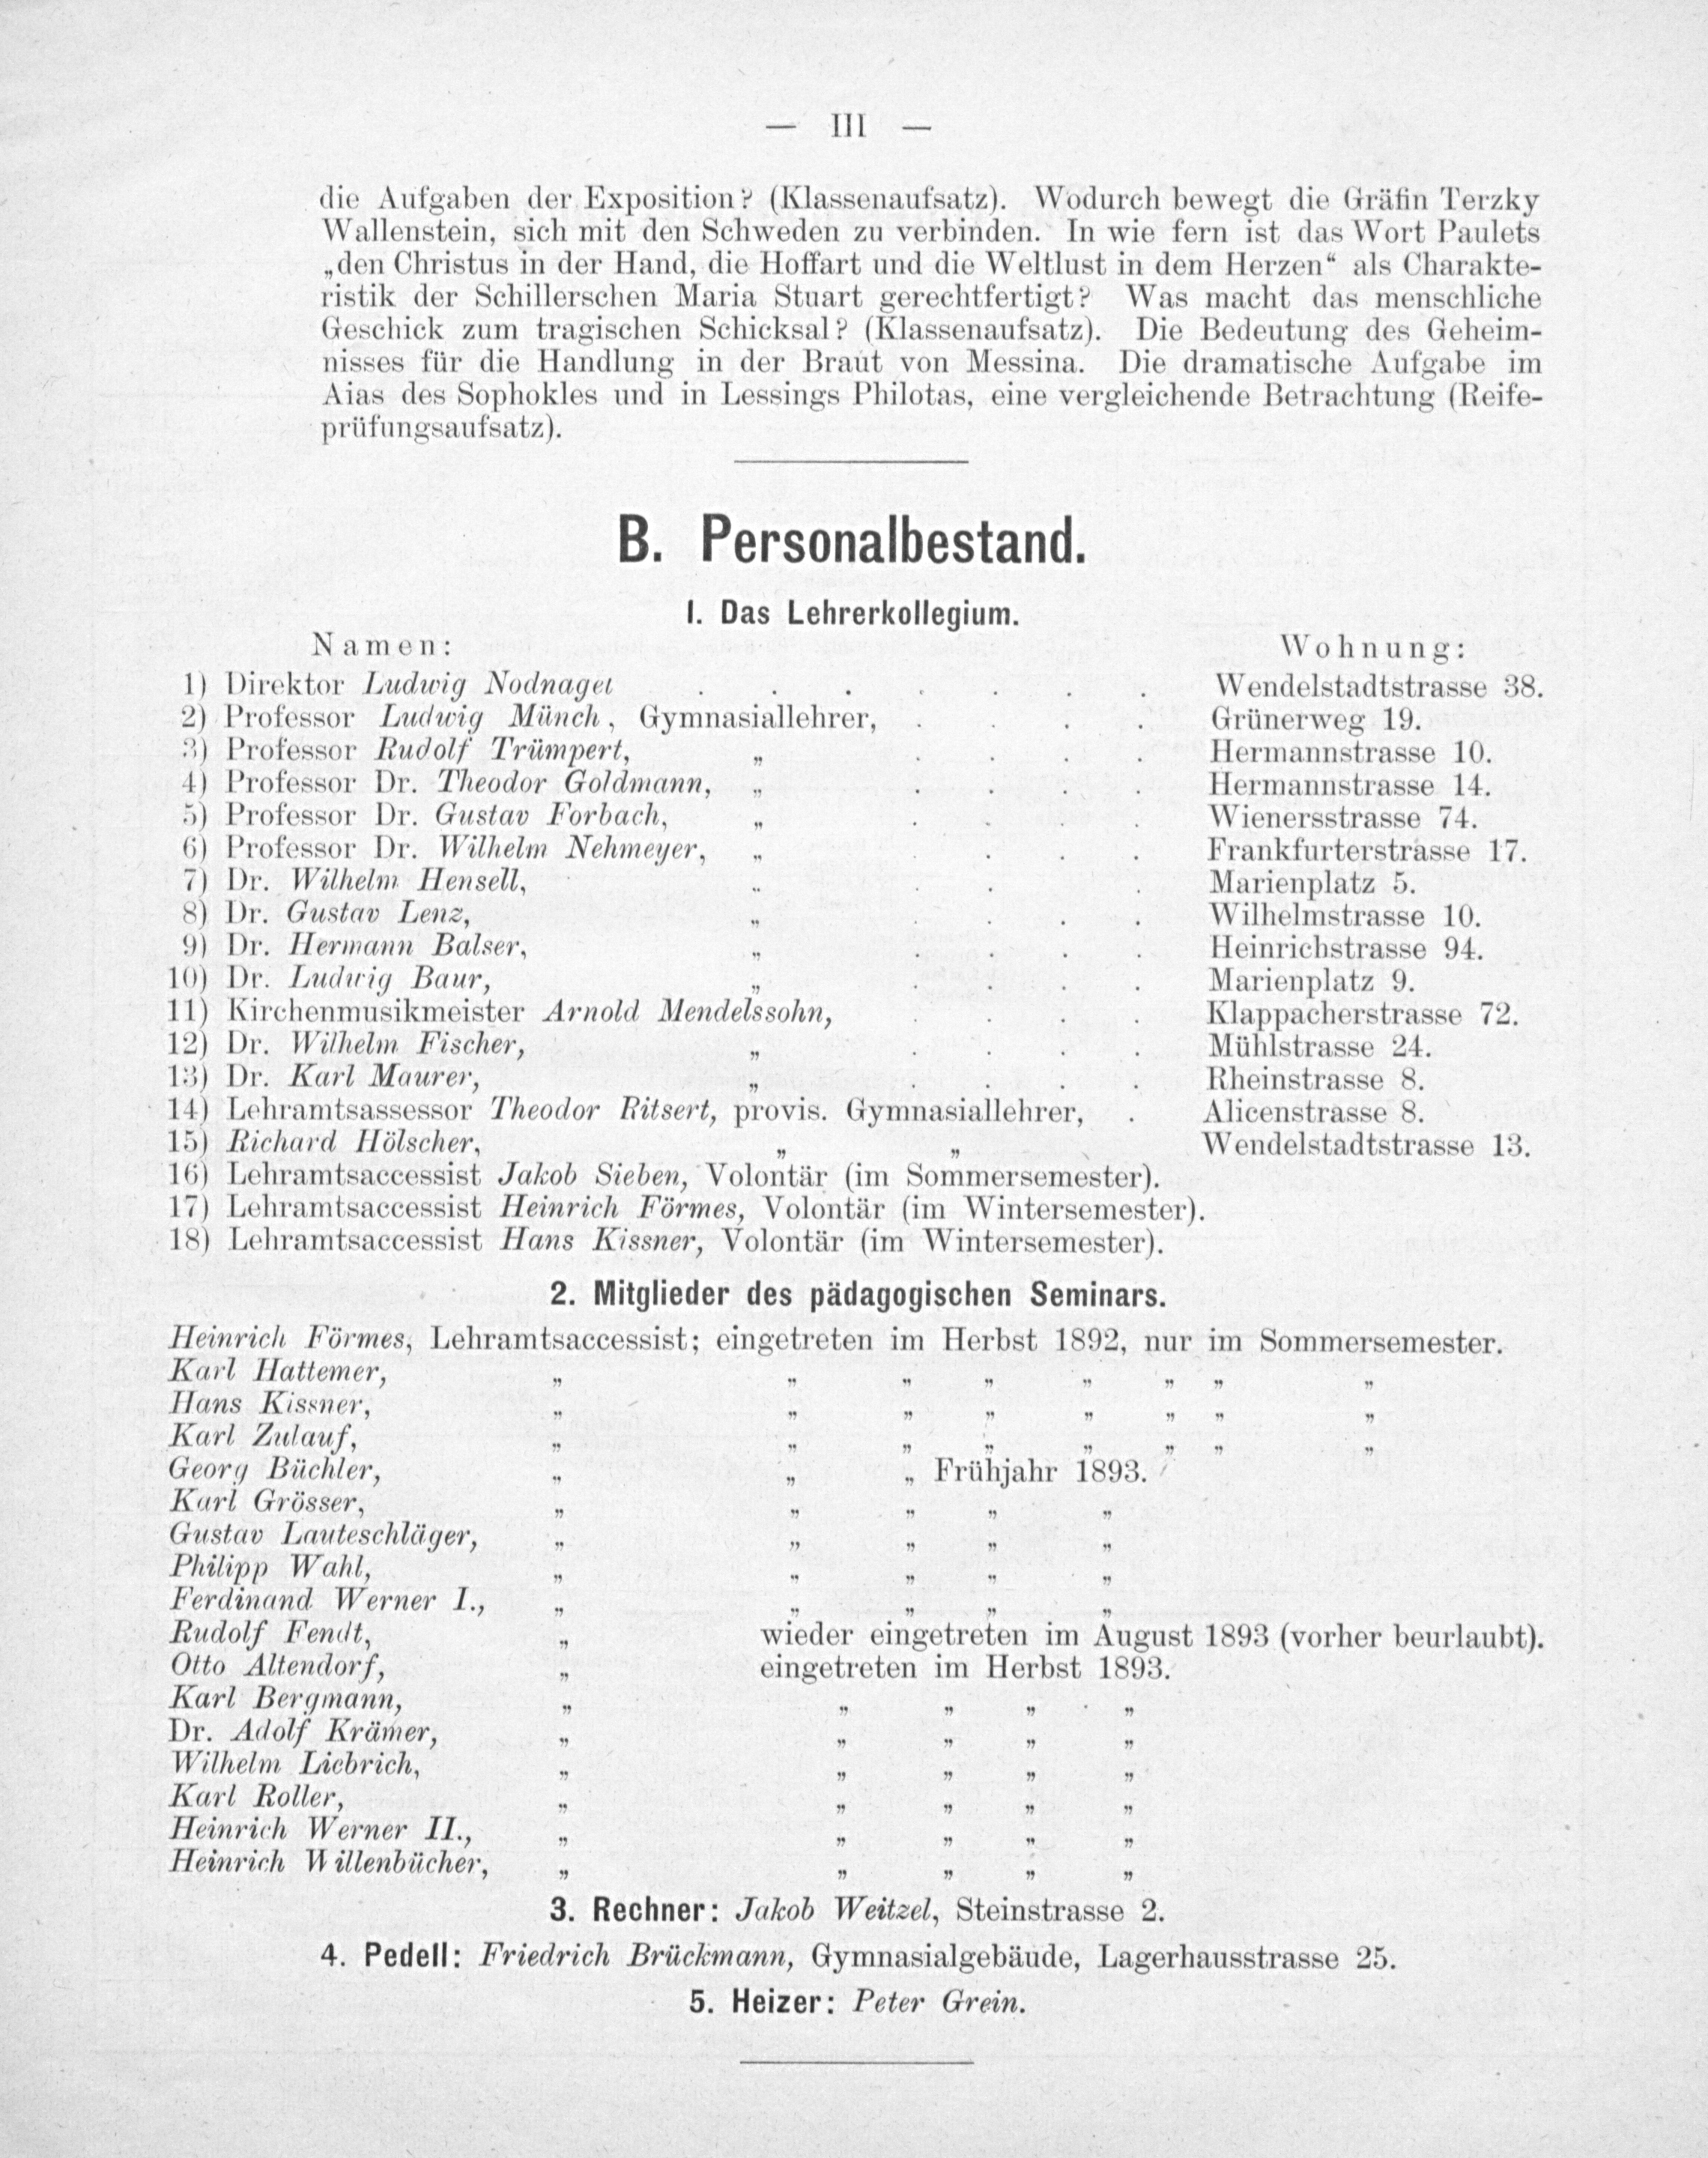 — III —
die Aufgaben der Exposition? (Klassenaufsatz). Wodurch bewegt die Gräfin Terzky
Wallenstein, sich mit den Schweden zu verbinden. In wie fern ist das Wort Paulets
„den Christus in der Hand, die Hoffart und die Weltlust in dem Herzen“ als Charakte-
ristik der Schillerschen Maria Stuart gerechtfertigt? Was macht das menschliche
Geschick zum tragischen Schicksal? (Klassenaufsatz). Die Bedeutung des Geheim-
nisses für die Handlung in der Braut von Messina. Die dramatische Aufgabe im
Aias des Sophokles und in Lessings Philotas, eine vergleichende Betrachtung (Reife-
prüfungsaufsatz).
B. Personalbestand.
I. Das Lehrerkollegium.
Namen: Wohnung:
1) Direktor Ludwig Nodnagel . . . . . . . Wendelstadtstrasse 38.
2) Professor Ludwig Münch, Gymnasiallehrer, . . . . Grünerweg 19.
3) Professor Rudolf Trümpert, „ . . . . Hermannstrasse 10.
4) Professor Dr. Theodor Goldmann, „ . . . . Hermannstrasse 14.
5) Professor Dr. Gustav Forbach, „ . . . . Wienersstrasse 74.
6) Professor Dr. Wilhelm Nehmeyer, „ . . . . Frankfurterstrasse 17.
7) Dr. Wilhelm Hensell, „ . . . Marienplatz 5.
8) Dr. Gustav Lenz, „ . . . . Wilhelmstrasse 10.
9) Dr. Hermann Balser, „ . . . . Heinrichstrasse 94.
10) Dr. Ludwig Baur, „ . . . . Marienplatz 9.
11) Kirchenmusikmeister Arnold Mendelssohn, . . . . Klappacherstrasse 72.
12) Dr. Wilhelm Fischer, „ . . . . Mühlstrasse 24.
13) Dr. Karl Maurer, „ . . . . Rheinstrasse 8.
14) Lehramtsassessor Theodor Ritsert, provis. Gymnasiallehrer, . Alicenstrasse 8.
15) Richard Hölscher, „ „ Wendelstadtstrasse 13.
16) Lehramtsaccessist Jakob Sieben, Volontär (im Sommersemester).
17) Lehramtsaccessist Heinrich Förmes, Volontär (im Wintersemester).
18) Lehramtsaccessist Hans Kissner, Volontär (im Wintersemester).
2. Mitglieder des pädagogischen Seminars.
Heinrich Förmes, Lehramtsaccessist; eingetreten im Herbst 1892, nur im Sommersemester.
Karl Hattemer, „ „ „ „ „ „ „ „
Hans Kissner, „ „ „ „ „ „ „ „
Karl Zulauf, „ „ „ „ „ „ „ „
Georg Büchler, „ „ „ Frühjahr 1893.
Karl Grösser, „ „ „ „ „
Gustav Lauteschläger, „ „ „ „ „
Philipp Wahl, „ „ „ „ „
Ferdinand Werner I., „ „ „ „ „
Rudolf Fendt, „ wieder eingetreten im August 1893 (vorher beurlaubt).
Otto Altendorf, „ eingetreten im Herbst 1893.
Karl Bergmann, „ „ „ „ „
Dr. Adolf Krämer, „ „ „ „ „
Wilhelm Liebrich, „ „ „ „ „
Karl Roller, „ „ „ „ „
Heinrich Werner II., „ „ „ „ „
Heinrich Willenbücher, „ „ „ „ „
3. Rechner: Jakob Weitzel, Steinstrasse 2.
4. Pedell: Friedrich Brückmann, Gymnasialgebäude, Lagerhausstrasse 25.
5. Heizer: Peter Grein.